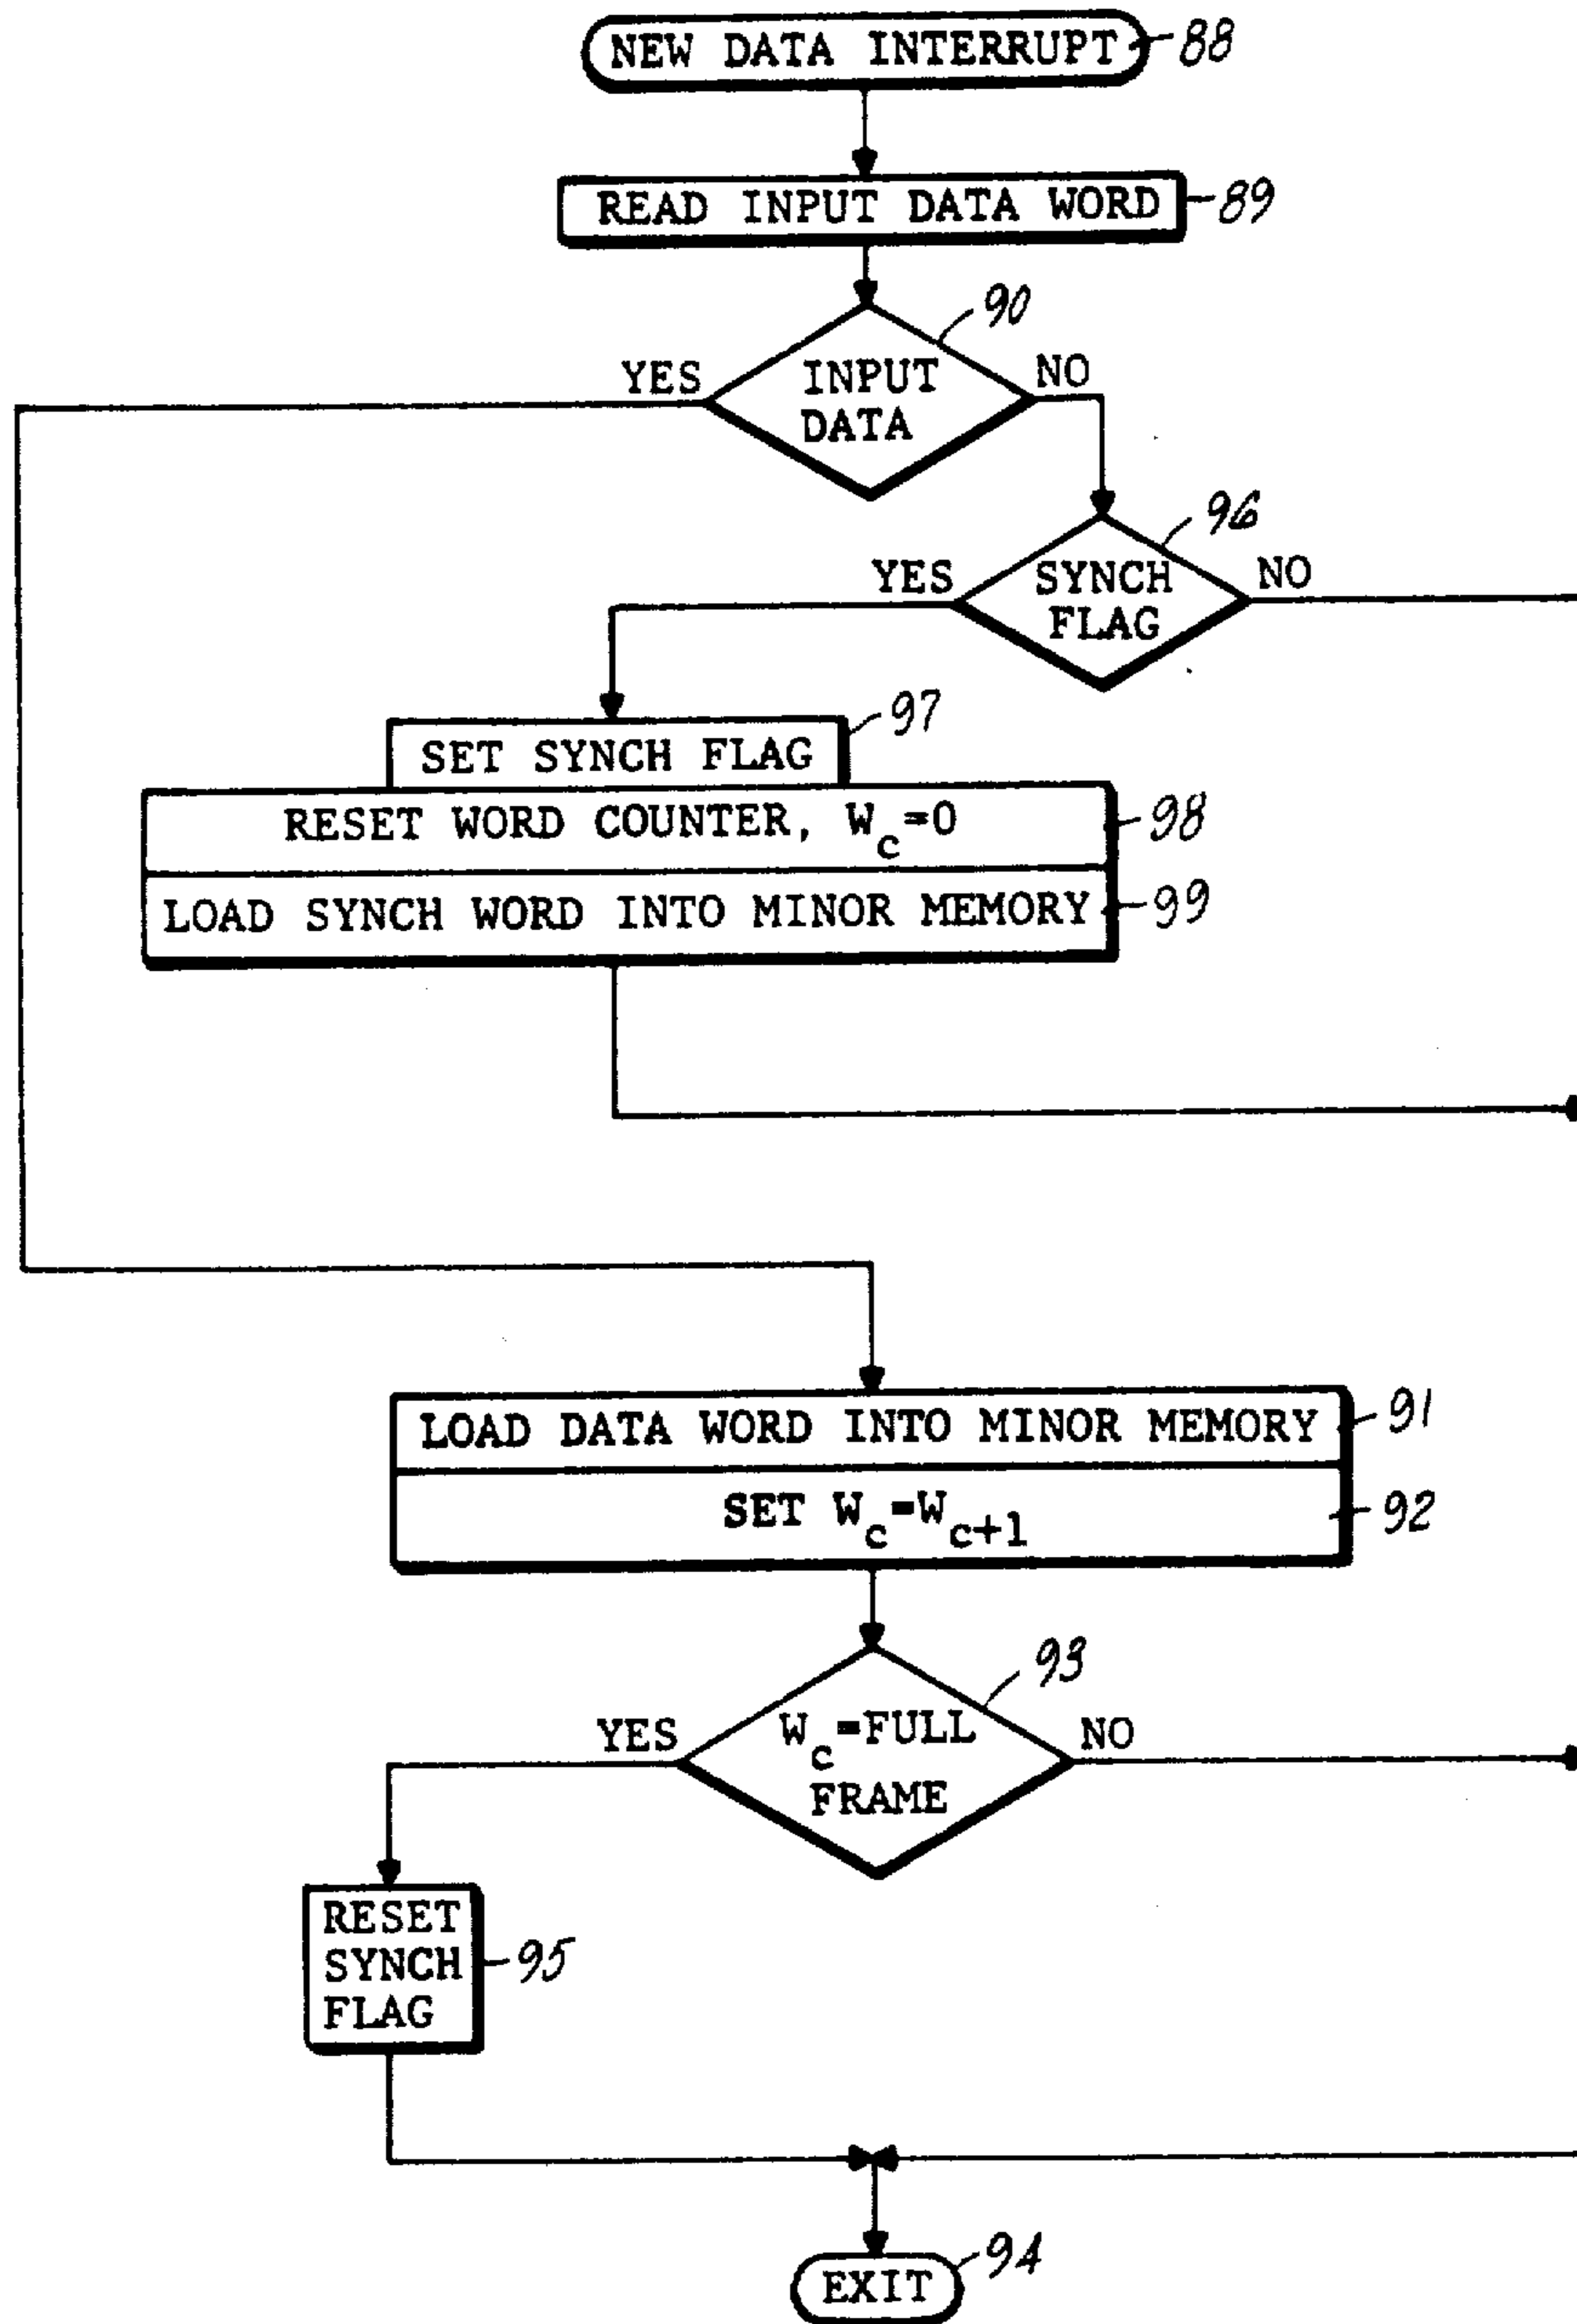 NEW DATA INTERRUPT 88
READ INPUT DATA WORD 89
90
YES INPUT NO
DATA
96
YES SYNCH NO
FLAG
97
SET SYNCH FLAG
RESET WORD COUNTER, Wc=0 98
LOAD SYNCH WORD INTO MINOR MEMORY 99
LOAD DATA WORD INTO MINOR MEMORY 91
SET Wc=Wc+1 92
93
YES Wc=FULL NO
FRAME
RESET
SYNCH 95
FLAG
94
EXIT